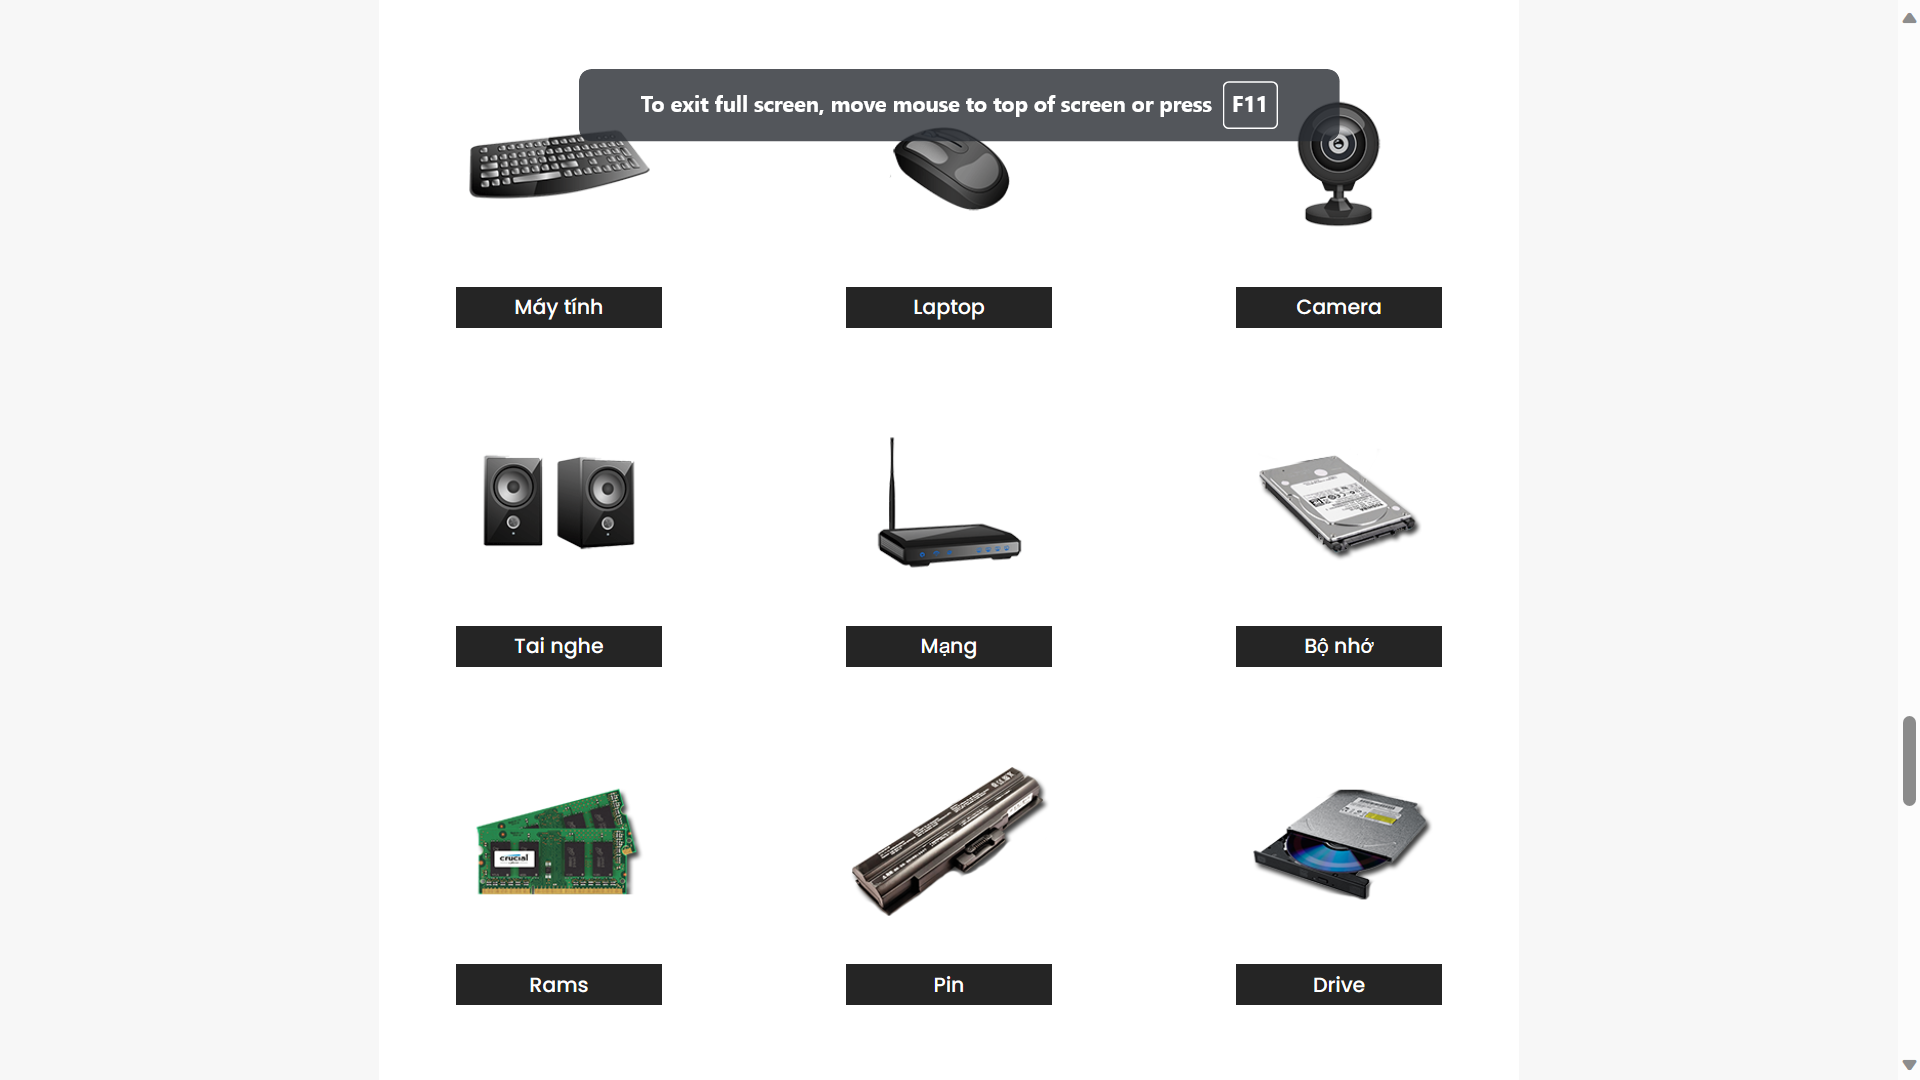 To exit full screen, move mouse to top of screen or press F11
Máy tính
Laptop
Camera
Tai nghe
Mạng
Bộ nhớ
crucial
Rams
Pin
Drive